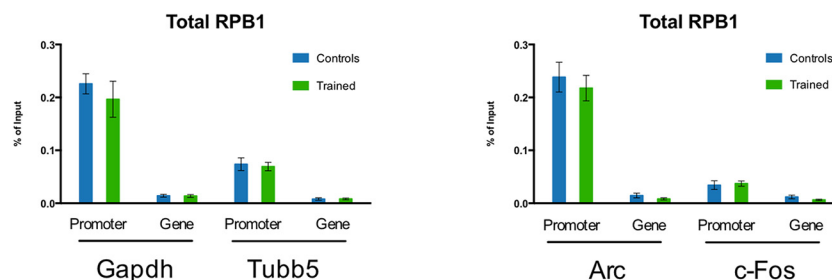 Total RPB1
0.3
0.2
0.1
0.0
% of Input
Controls
Trained
Promoter Gene Promoter Gene
Gapdh Tubb5
Total RPB1
0.3
0.2
0.1
0.0
% of Input
Controls
Trained
Promoter Gene Promoter Gene
Arc c-Fos